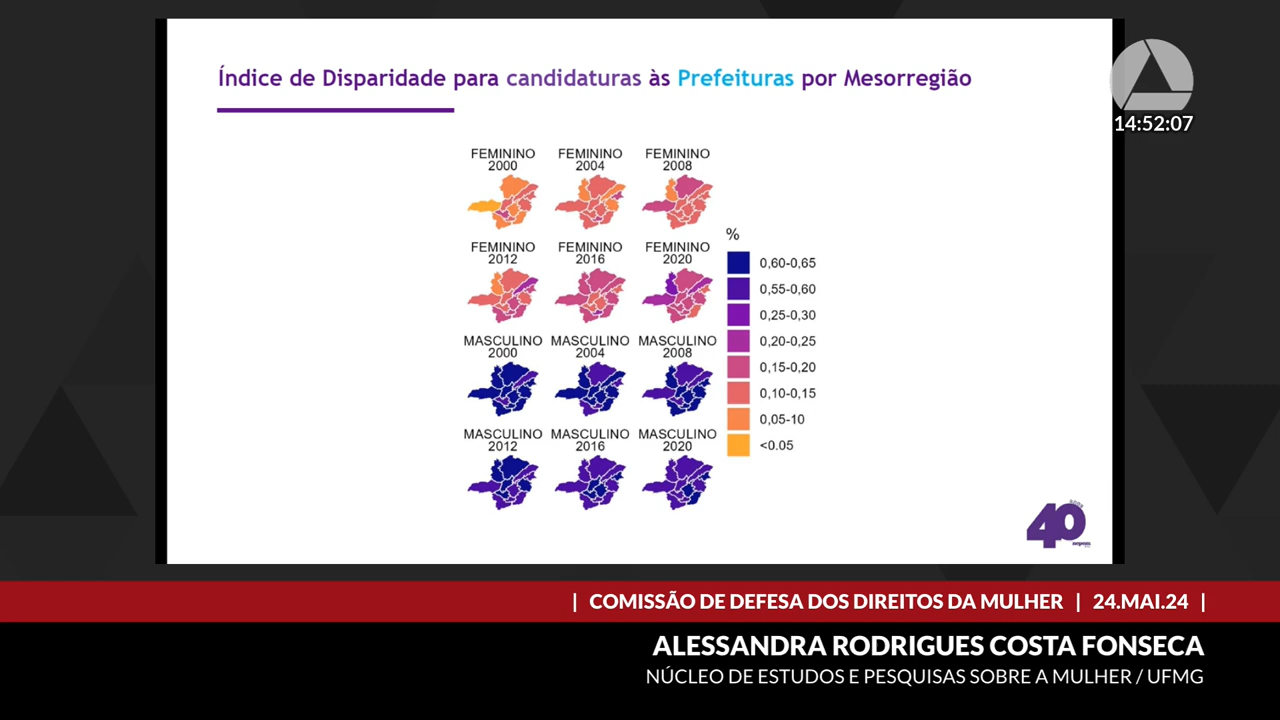 Índice de Disparidade para candidaturas às Prefeituras por Mesorregião
14:52:07
FEMININO 2000
FEMININO 2004
FEMININO 2008
FEMININO 2012
FEMININO 2016
FEMININO 2020
MASCULINO 2000
MASCULINO 2004
MASCULINO 2008
MASCULINO 2012
MASCULINO 2016
MASCULINO 2020
%
0,60-0,65
0,55-0,60
0,25-0,30
0,20-0,25
0,15-0,20
0,10-0,15
0,05-10
<0.05
40
anos
| COMISSÃO DE DEFESA DOS DIREITOS DA MULHER | 24.MAI.24 |
ALESSANDRA RODRIGUES COSTA FONSECA
NÚCLEO DE ESTUDOS E PESQUISAS SOBRE A MULHER / UFMG